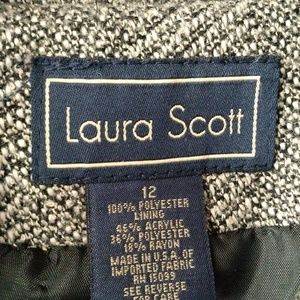 Laura Scott
12
100% POLYESTER
LINING
46% ACRYLIC
36% POLYESTER
18% RAYON
MADE IN U.S.A. OF
IMPORTED FABRIC
RN 15099
SEE REVERSE
FOR CARE